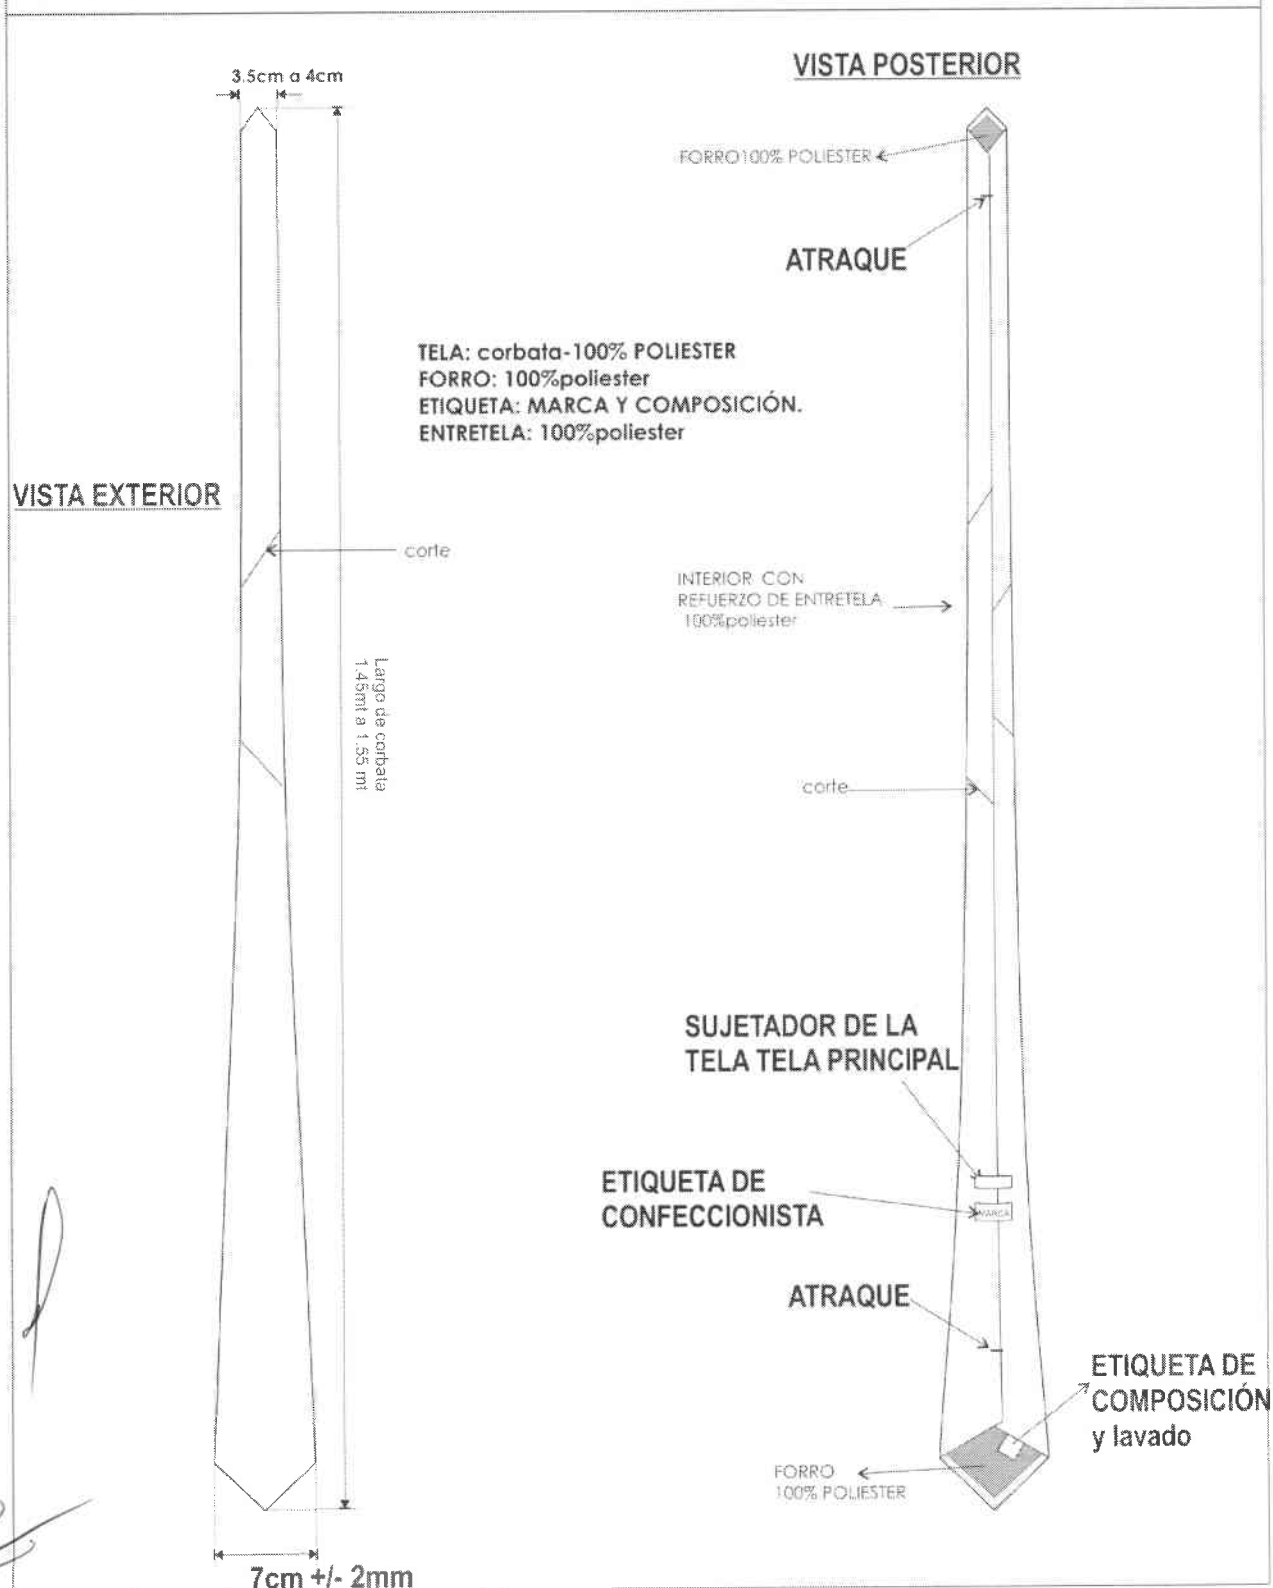 3.5cm a 4cm
VISTA POSTERIOR
FORRO100% POLIESTER
ATRAQUE
TELA: corbata-100% POLIESTER
FORRO: 100%poliester
ETIQUETA: MARCA Y COMPOSICIÓN.
ENTRETELA: 100%poliester
VISTA EXTERIOR
corte
INTERIOR CON
REFUERZO DE ENTRETELA
100%poliester
Largo de corbata
1.45mt a 1.55 mt
corte
SUJETADOR DE LA
TELA TELA PRINCIPAL
ETIQUETA DE
CONFECCIONISTA
MARCA
ATRAQUE
ETIQUETA DE
COMPOSICIÓN
y lavado
FORRO
100% POLIESTER
7cm +/- 2mm